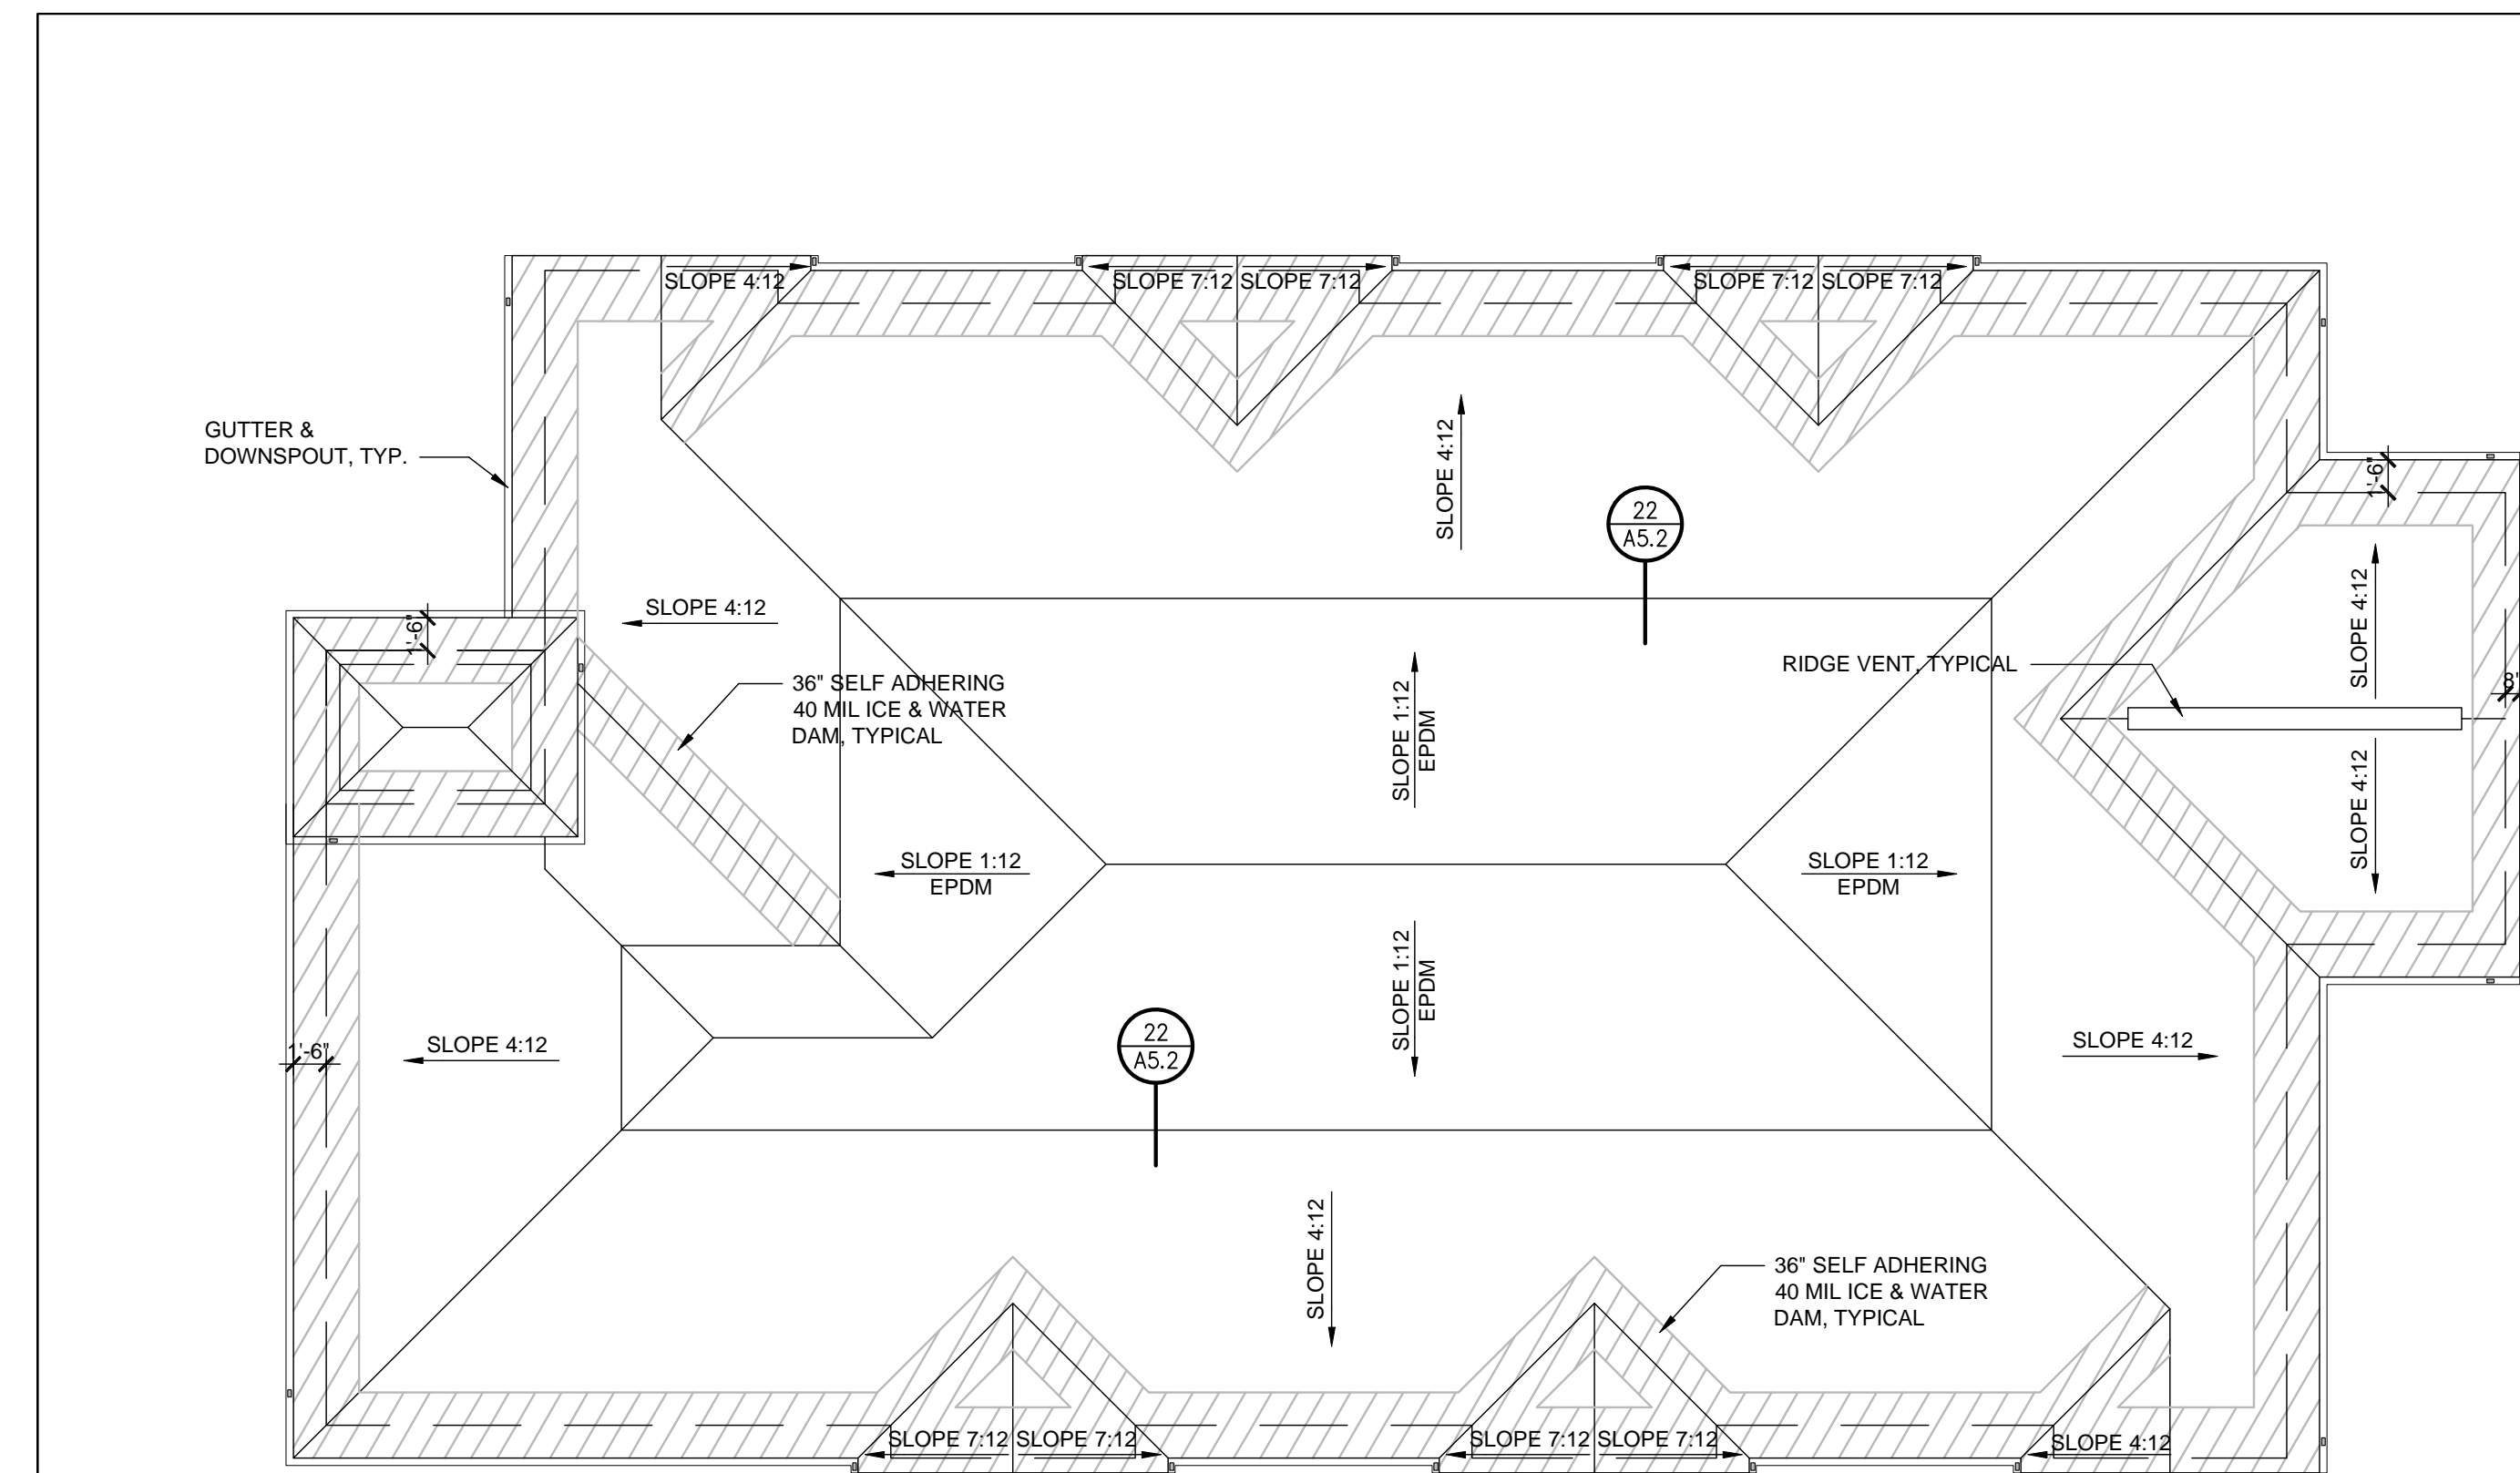 SLOPE 4:12
SLOPE 7:12
SLOPE 7:12
SLOPE 7:12
SLOPE 7:12
GUTTER &
DOWNSPOUT, TYP.
SLOPE 4:12
1'-6"
22
A5.2
SLOPE 4:12
1'-6"
SLOPE 4:12
RIDGE VENT, TYPICAL
36" SELF ADHERING
40 MIL ICE & WATER
DAM, TYPICAL
SLOPE 1:12
EPDM
SLOPE 4:12
SLOPE 1:12
EPDM
SLOPE 1:12
EPDM
SLOPE 1:12
EPDM
22
A5.2
1'-6"
SLOPE 4:12
SLOPE 4:12
SLOPE 4:12
36" SELF ADHERING
40 MIL ICE & WATER
DAM, TYPICAL
SLOPE 7:12
SLOPE 7:12
SLOPE 7:12
SLOPE 7:12
SLOPE 4:12